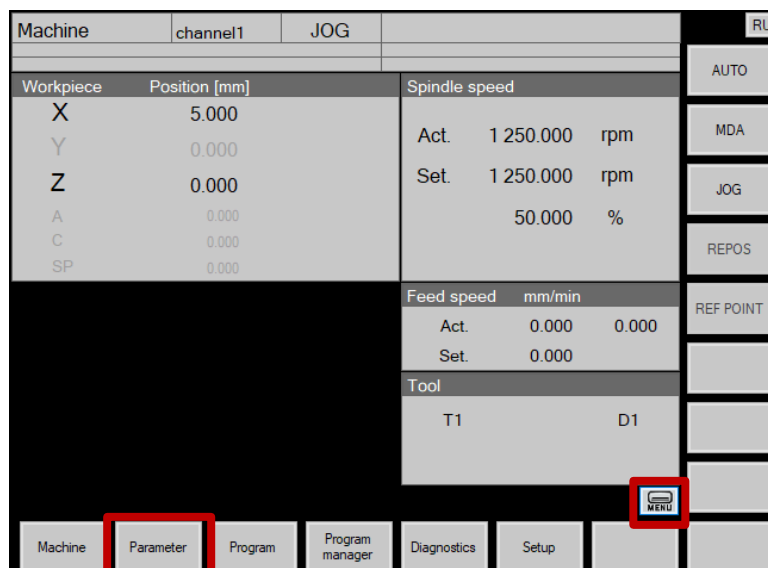 Machine channel1 JOG RU
Workpiece Position [mm] Spindle speed AUTO
X 5.000
Act. 1 250.000 rpm MDA
Y 0.000
Z 0.000 Set. 1 250.000 rpm JOG
A 0.000 50.000 %
C 0.000 REPOS
SP 0.000
Feed speed mm/min REF POINT
Act. 0.000 0.000
Set. 0.000
Tool
T1 D1
MENU
Machine Parameter Program Program manager Diagnostics Setup